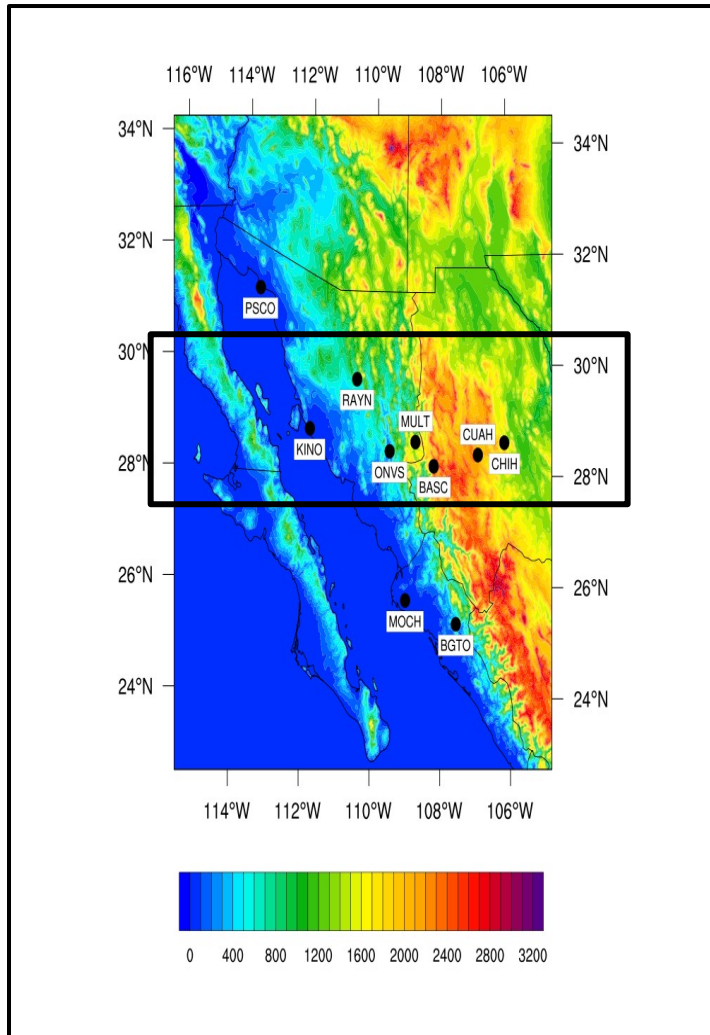 116°W 114°W 112°W 110°W 108°W 106°W
34°N 34°N
32°N 32°N
PSCO
30°N 30°N
RAYN
MULT
CUAH
KINO
CHIH
ONVS
28°N 28°N
BASC
26°N 26°N
MOCH
BGTO
24°N 24°N
114°W 112°W 110°W 108°W 106°W
0 400 800 1200 1600 2000 2400 2800 3200